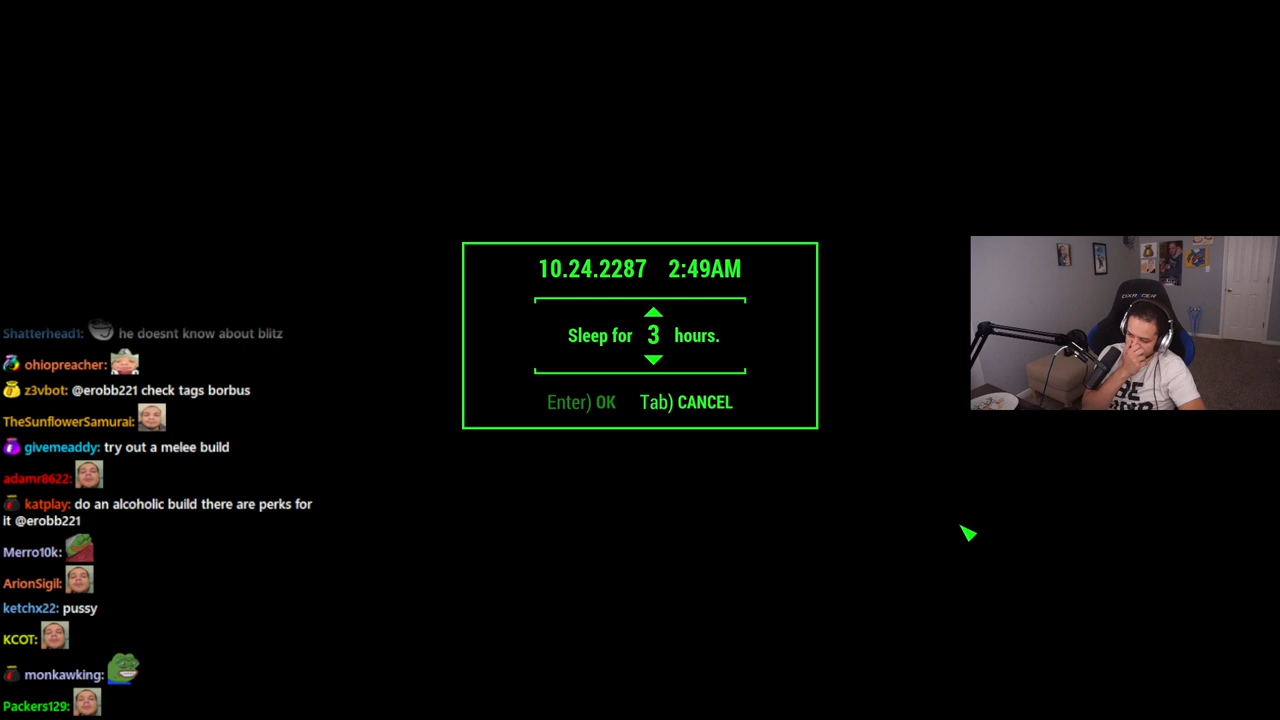 10.24.2287 2:49AM
Sleep for 3 hours.
Enter) OK Tab) CANCEL
Shatterhead1: he doesnt know about blitz
ohiopreacher:
z3vbot: @erobb221 check tags borbus
TheSunflowerSamurai:
givemeaddy: try out a melee build
adamr8622:
katplay: do an alcoholic build there are perks for
it @erobb221
Merro10k:
ArionSigil:
ketchx22: pussy
KCOT:
monkawking:
Packers129: